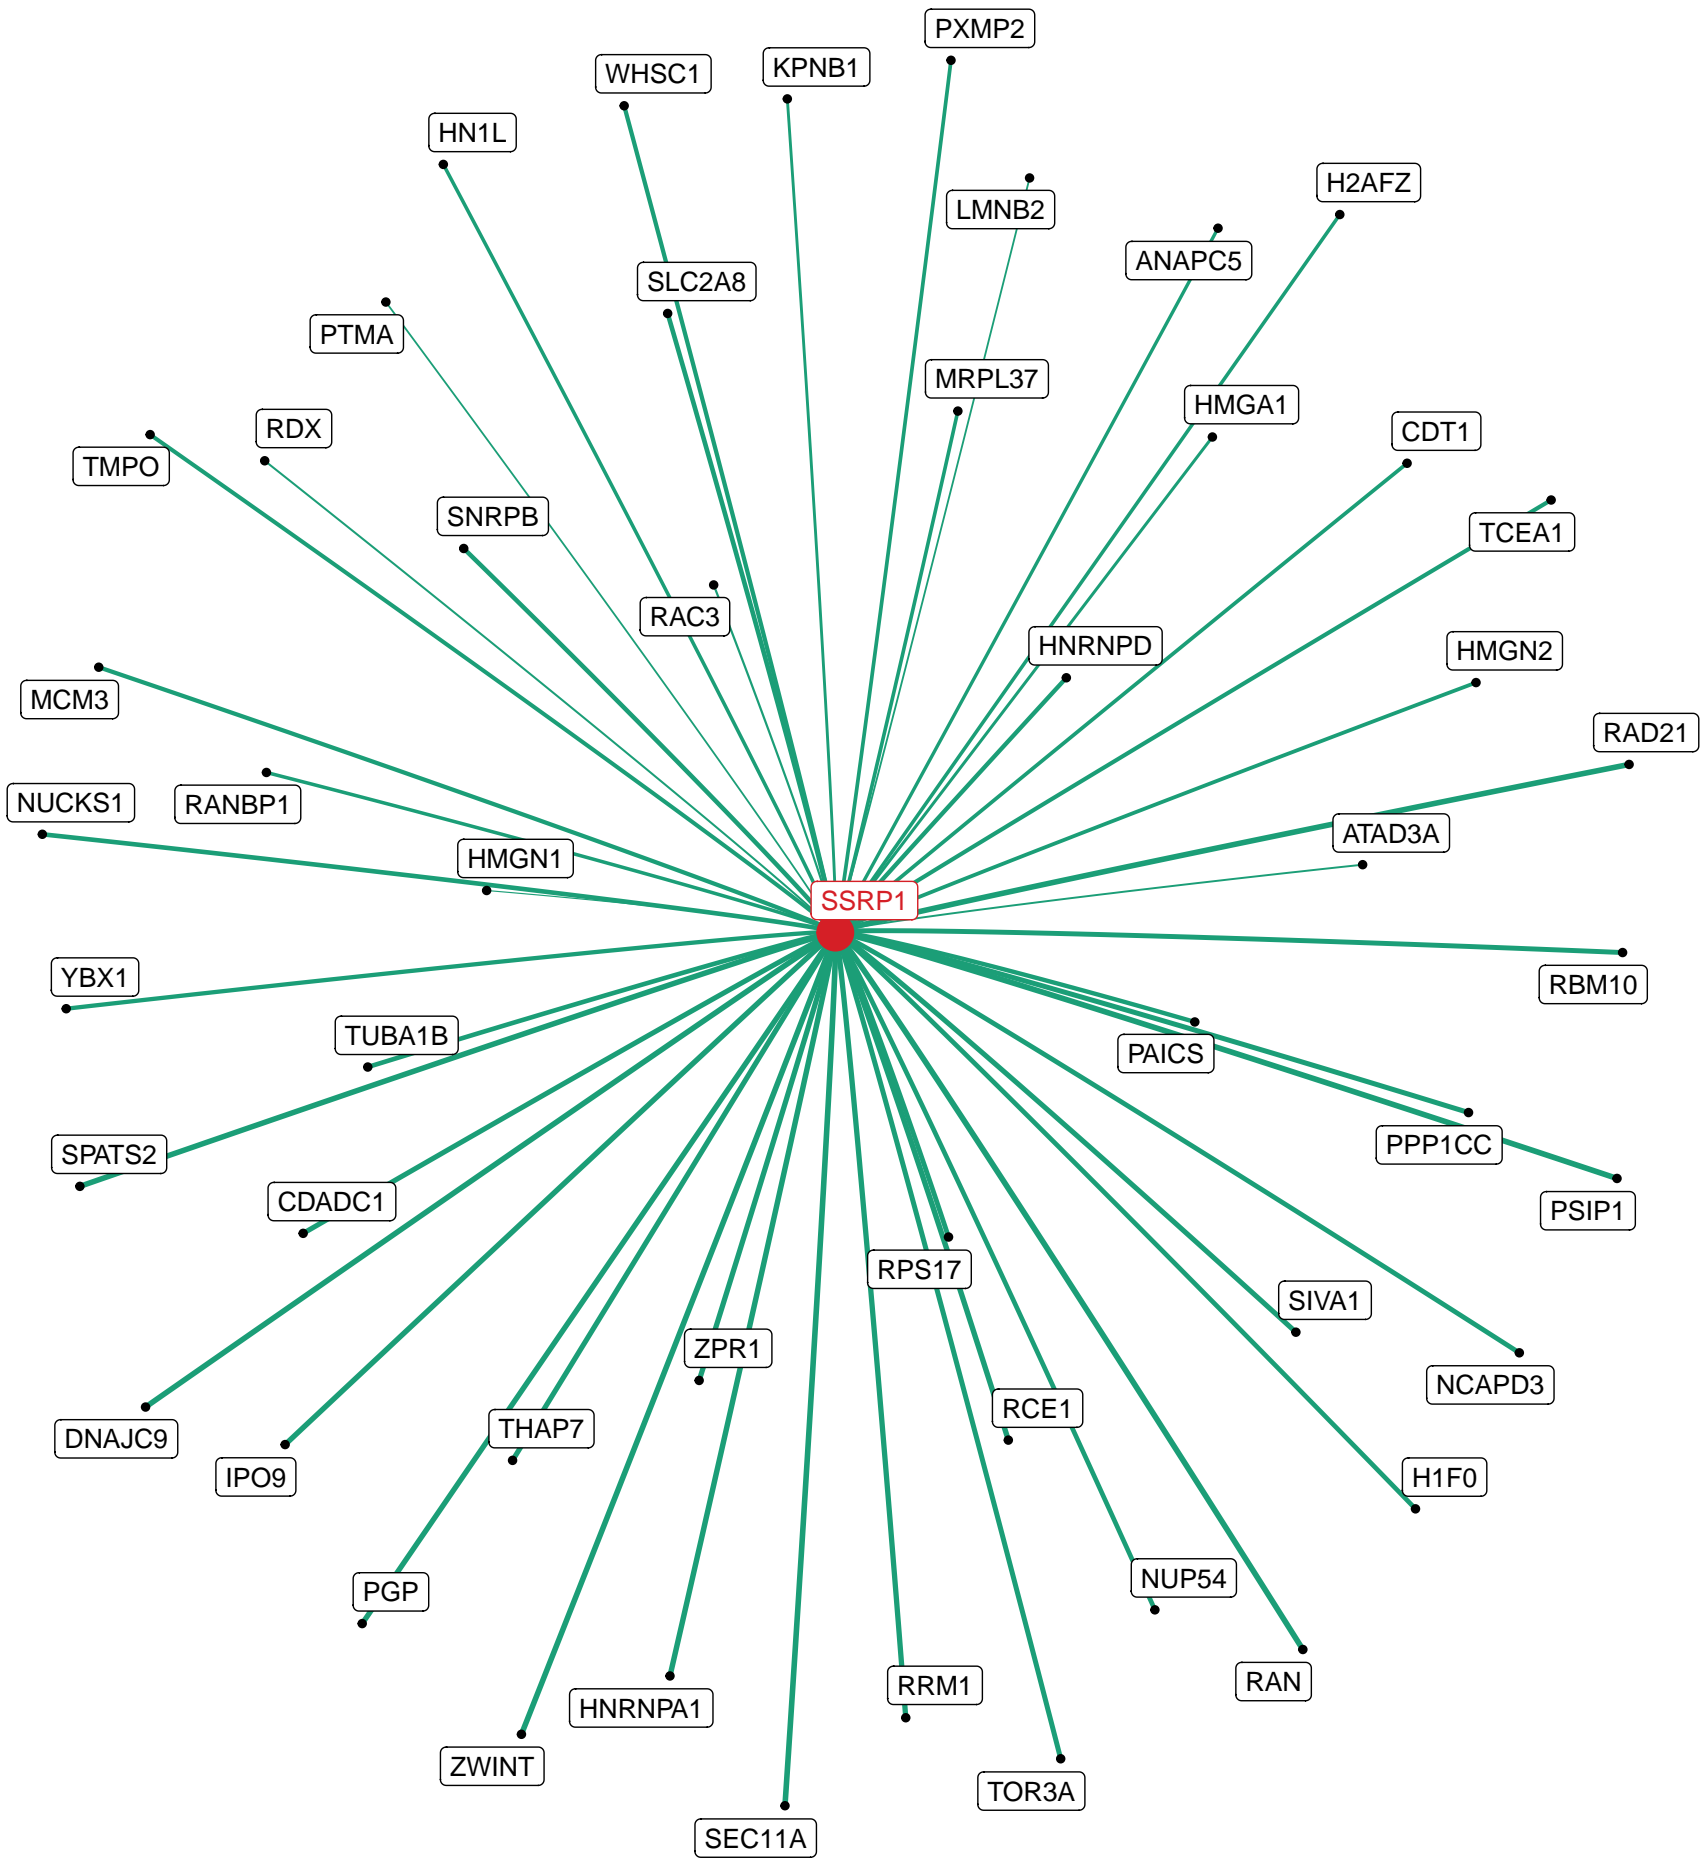 PXMP2
KPNB1
WHSC1
HN1L
H2AFZ
LMNB2
ANAPC5
SLC2A8
PTMA
MRPL37
HMGA1
RDX
CDT1
TMPO
SNRPB
TCEA1
RAC3
HNRNPD
HMGN2
MCM3
RAD21
NUCKS1
RANBP1
ATAD3A
HMGN1
SSRP1
YBX1
RBM10
TUBA1B
PAICS
PPP1CC
SPATS2
CDADC1
PSIP1
RPS17
SIVA1
ZPR1
NCAPD3
RCE1
THAP7
DNAJC9
IPO9
H1F0
NUP54
PGP
RAN
RRM1
HNRNPA1
ZWINT
TOR3A
SEC11A